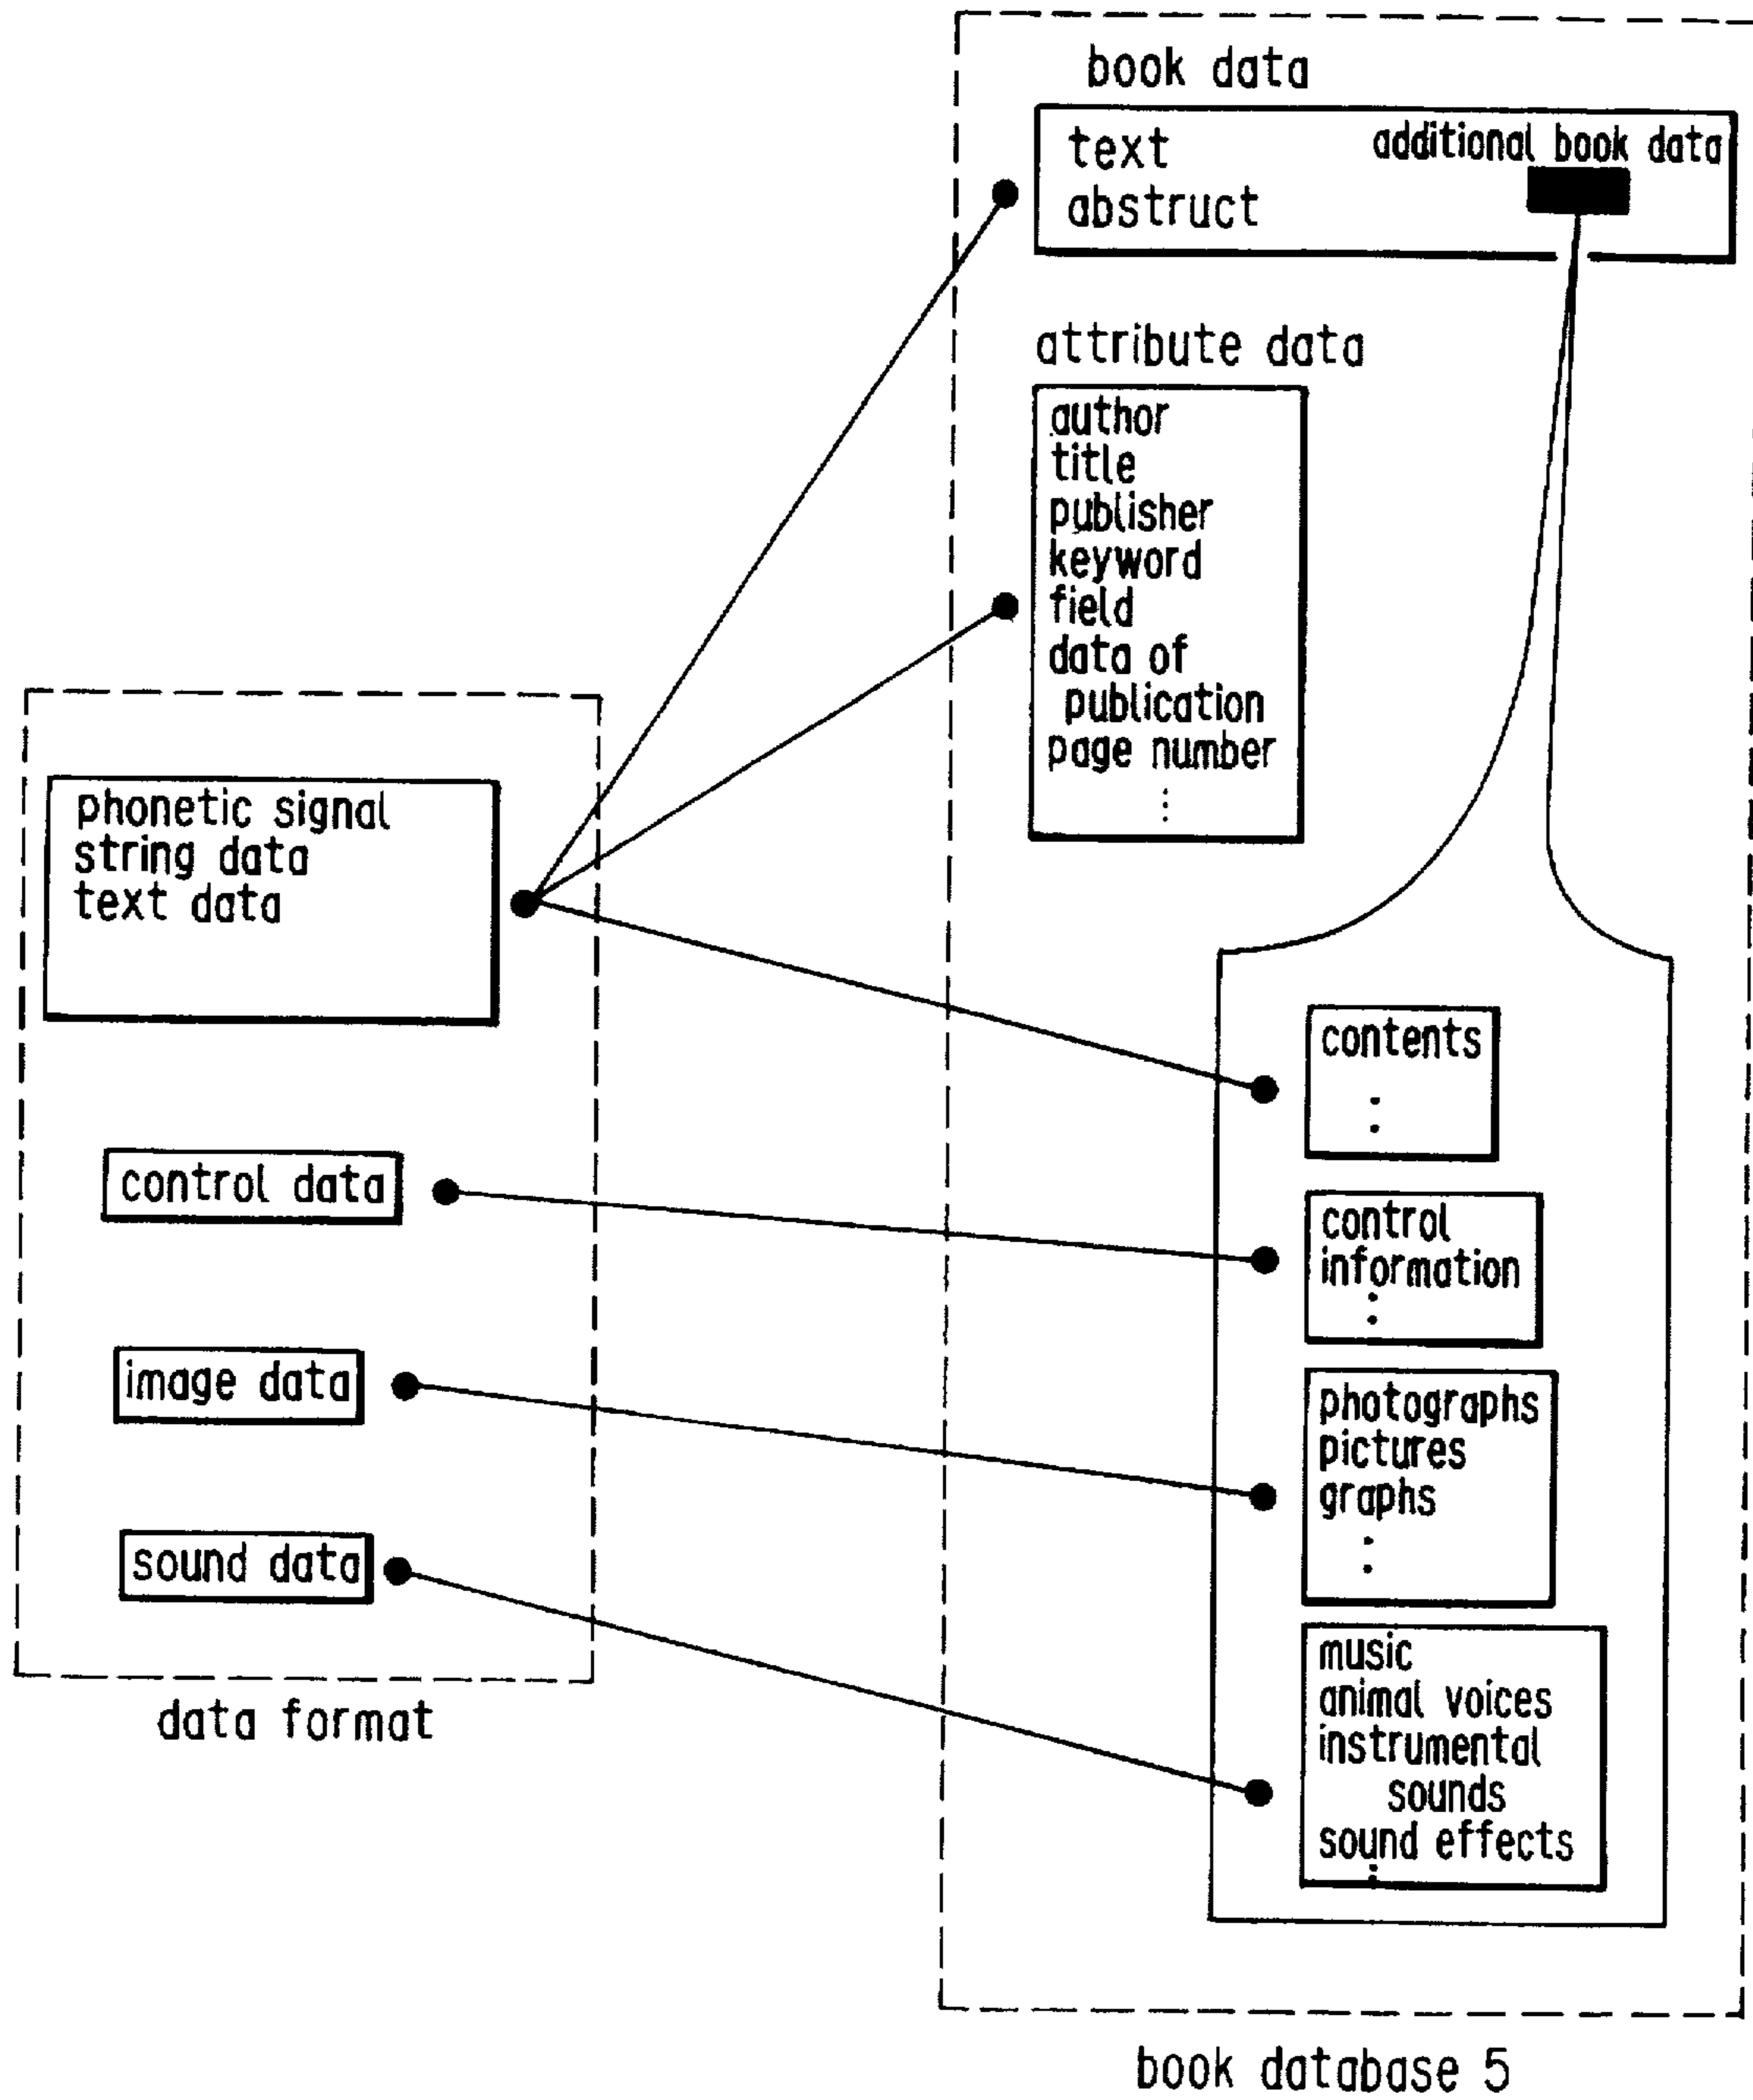 book data
text
abstruct
additional book data
attribute data
author
title
publisher
keyword
field
data of
publication
page number
phonetic signal
string data
text data
control data
image data
sound data
data format
contents
control
information
photographs
pictures
graphs
music
animal voices
instrumental
sounds
sound effects
book database 5